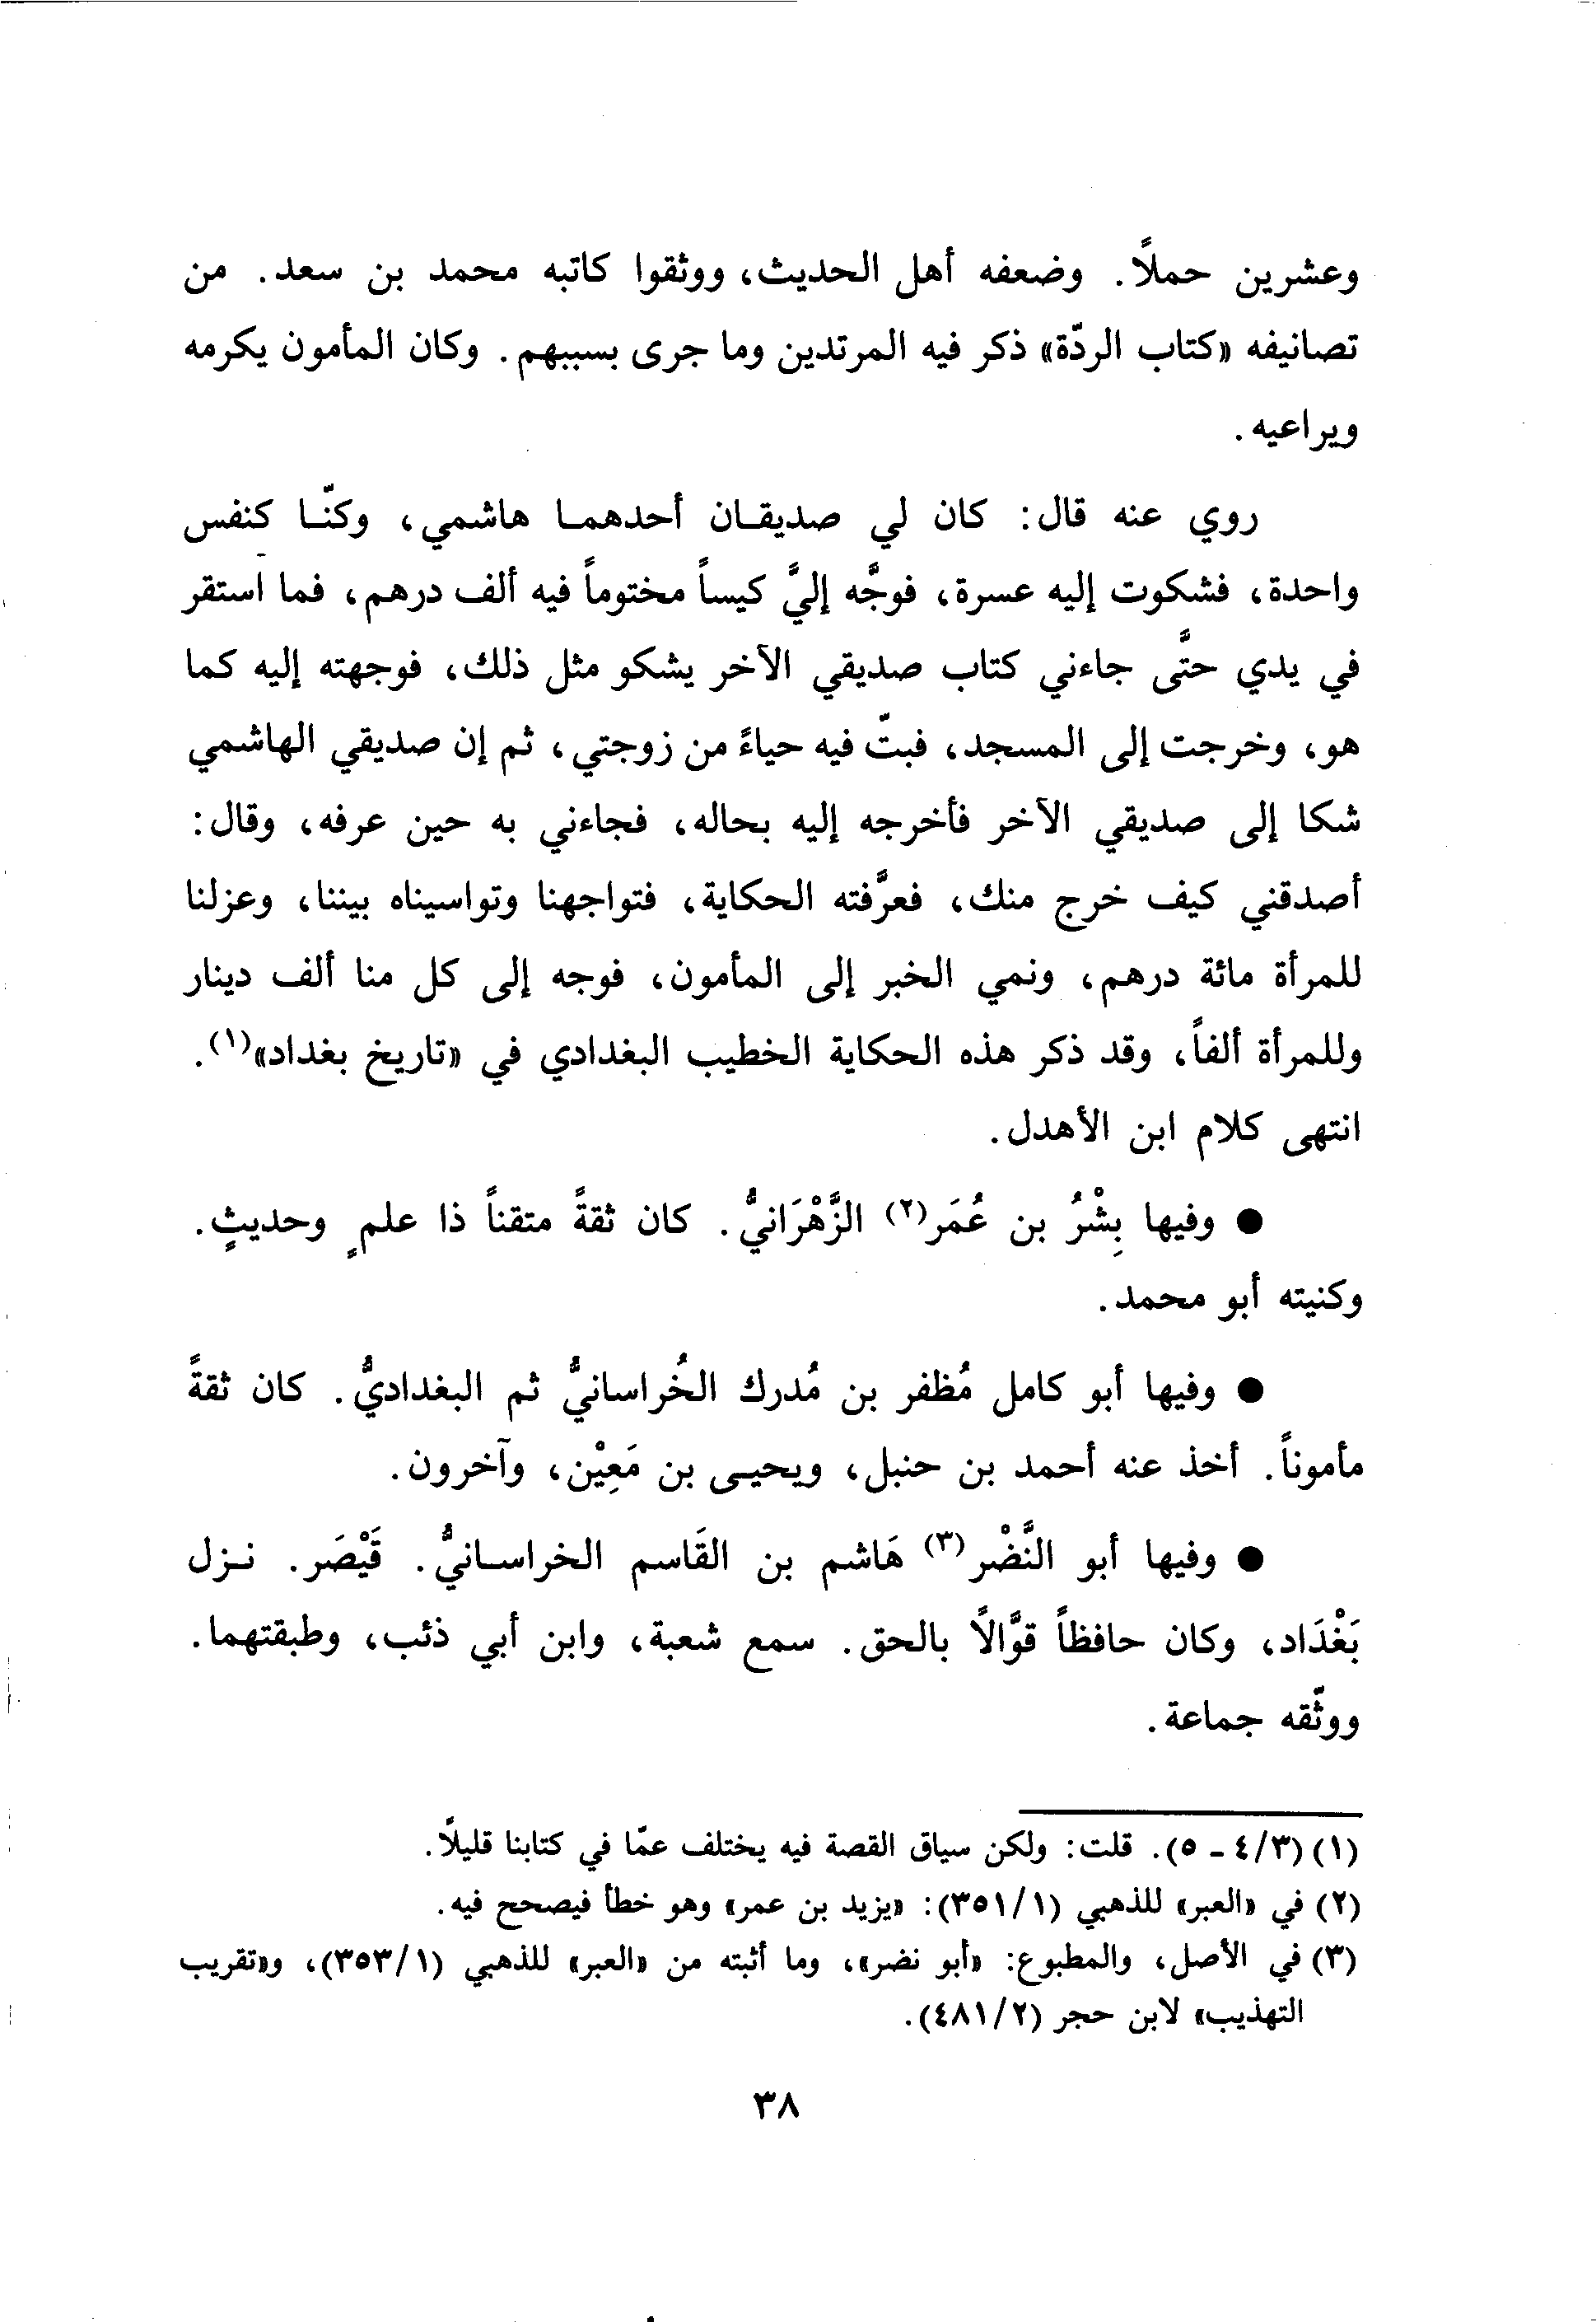 وعشرين حملاً. وضعفه أهل الحديث، ووثقوا كاتبه محمد بن سعد. من
تصانيفه «كتاب الردّة» ذكر فيه المرتدين وما جرى بسببهم. وكان المأمون يكرمه
ويراعيه.
روي عنه قال: كان لي صديقان أحدهما هاشمي، وكنّا كنفس
واحدة، فشكوت إليه عسرة، فوجَّه إليَّ كيساً مختوماً فيه ألف درهم، فما استقر
في يدي حتَّى جاءني كتاب صديقي الآخر يشكو مثل ذلك، فوجهته إليه كما
هو، وخرجت إلى المسجد، فبتّ فيه حياءً من زوجتي، ثم إن صديقي الهاشمي
شكا إلى صديقي الآخر فأخرجه إليه بحاله، فجاءني به حين عرفه، وقال:
أصدقني كيف خرج منك، فعرَّفته الحكاية، فتواجهنا وتواسيناه بيننا، وعزلنا
للمرأة مائة درهم، ونمي الخبر إلى المأمون، فوجه إلى كل منا ألف دينار
وللمرأة ألفاً، وقد ذكر هذه الحكاية الخطيب البغدادي في «تاريخ بغداد»(١).
انتهى كلام ابن الأهدل.
● وفيها بِشْرُ بن عُمَر(٢) الزَّهْرَانيُّ. كان ثقةً متقناً ذا علمٍ وحديثٍ.
وكنيته أبو محمد.
● وفيها أبو كامل مُظفر بن مُدرك الخُراسانيُّ ثم البغداديُّ. كان ثقةً
مأموناً. أخذ عنه أحمد بن حنبل، ويحيى بن مَعِيْن، وآخرون.
● وفيها أبو النَّضْر(٣) هَاشم بن القَاسم الخراسانيُّ. قَيْصَر. نزل
بَغْدَاد، وكان حافظاً قوَّالاً بالحق. سمع شعبة، وابن أبي ذئب، وطبقتهما.
ووثّقه جماعة.
(١) (٤/٣ - ٥). قلت: ولكن سياق القصة فيه يختلف عمّا في كتابنا قليلاً.
(٢) في «العبر» للذهبي (٣٥١/١): «يزيد بن عمر» وهو خطأ فيصحح فيه.
(٣) في الأصل، والمطبوع: «أبو نضر»، وما أثبته من «العبر» للذهبي (٣٥٣/١)، و«تقريب
التهذيب» لابن حجر (٤٨١/٢).
٣٨